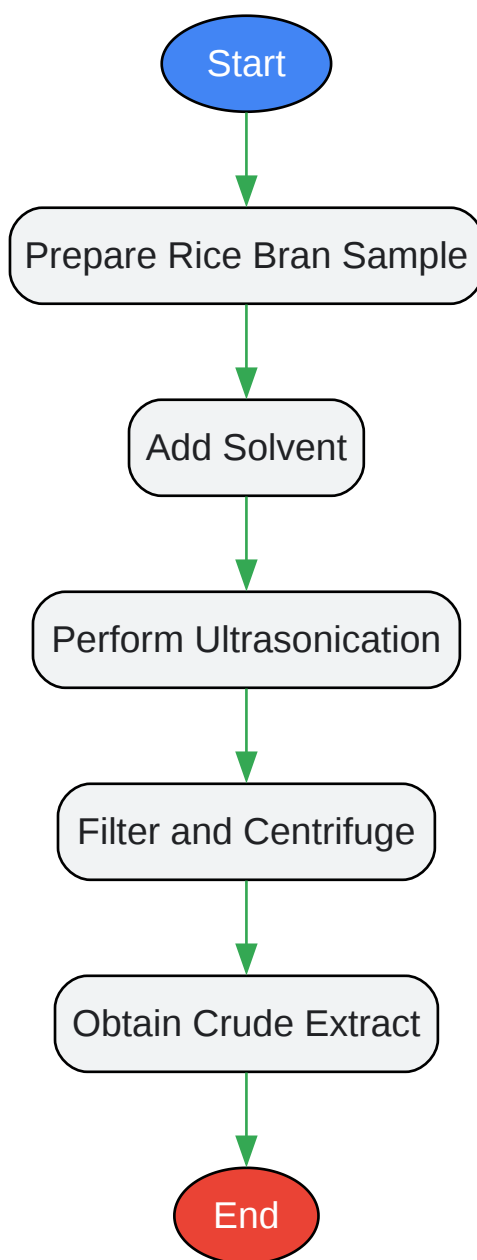 Start
Prepare Rice Bran Sample
Add Solvent
Perform Ultrasonication
Filter and Centrifuge
Obtain Crude Extract
End